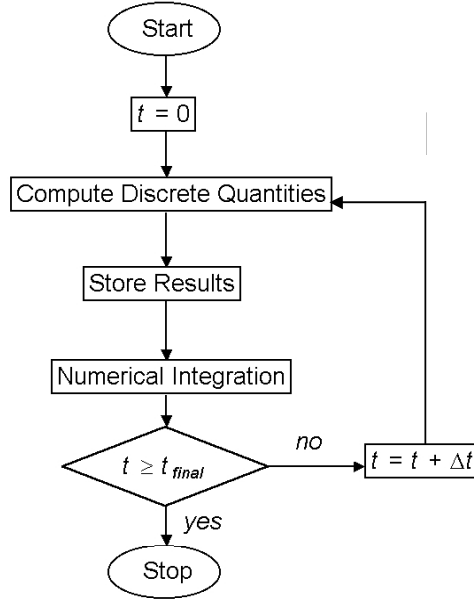 Start
t = 0
Compute Discrete Quantities
Store Results
Numerical Integration
t ≥ t final
no
t = t + Δt
yes
Stop